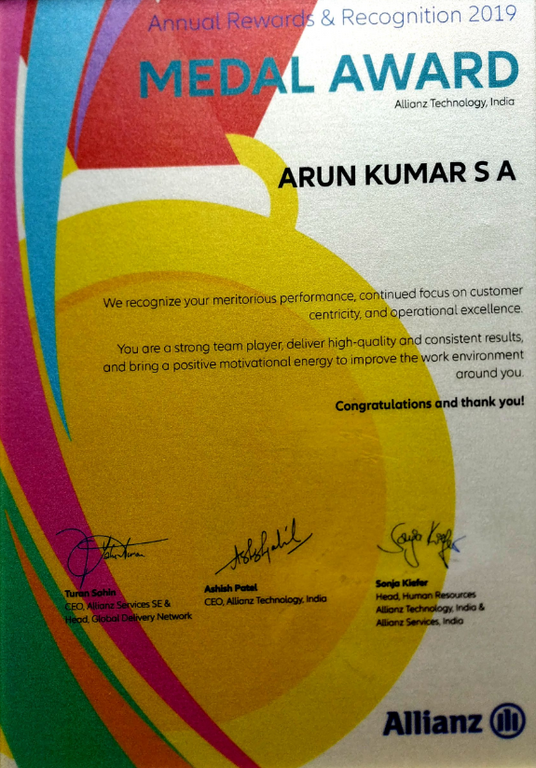 Annual Rewards & Recognition 2019
MEDAL AWARD
Allianz Technology, India
ARUN KUMAR S A
We recognize your meritorious performance, continued focus on customer
centricity, and operational excellence.
You are a strong team player, deliver high-quality and consistent results,
and bring a positive motivational energy to improve the work environment
around you.
Congratulations and thank you!
Turan Sahin
CEO, Allianz Services SE &
Head, Global Delivery Network
Ashish Patel
CEO, Allianz Technology, India
Sonja Kiefer
Head, Human Resources
Allianz Technology, India &
Allianz Services, India
Allianz